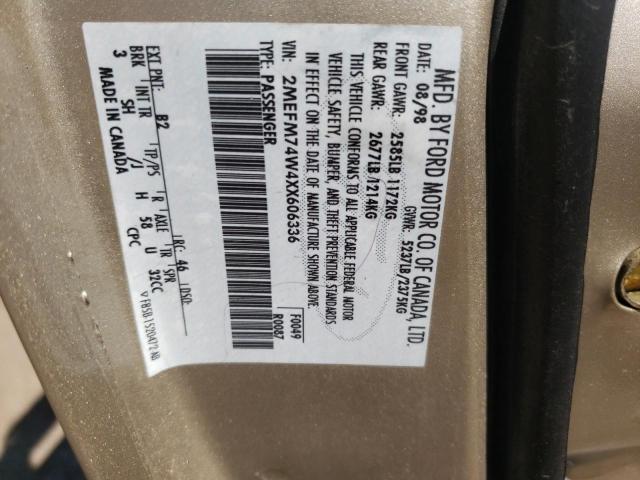 MFD. BY FORD MOTOR CO. OF CANADA, LTD.
DATE: 08/98 GVWR: 5237LB/2375KG
FRONT GAWR: 2585LB 1172KG
REAR GAWR: 2677LB/1214KG
THIS VEHICLE CONFORMS TO ALL APPLICABLE FEDERAL MOTOR
VEHICLE SAFETY, BUMPER, AND THEFT PREVENTION STANDARDS
IN EFFECT ON THE DATE OF MANUFACTURE SHOWN ABOVE.
VIN: 2MEFM74W4XX606336 F0049
TYPE: PASSENGER R0087
EXT PNT: B2 RC: 46 DSO:
BRK INT TR TP/PS R AXLE TR SPR
3 SH J H 58 U 32CC
MADE IN CANADA CPC